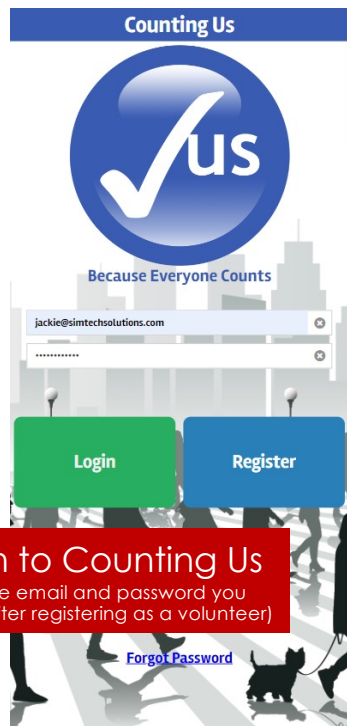 Counting Us
us
Because Everyone Counts
jackie@simtechsolutions.com
Login
Register
to Counting Us
email and password you
registering as a volunteer)
Forgot Password